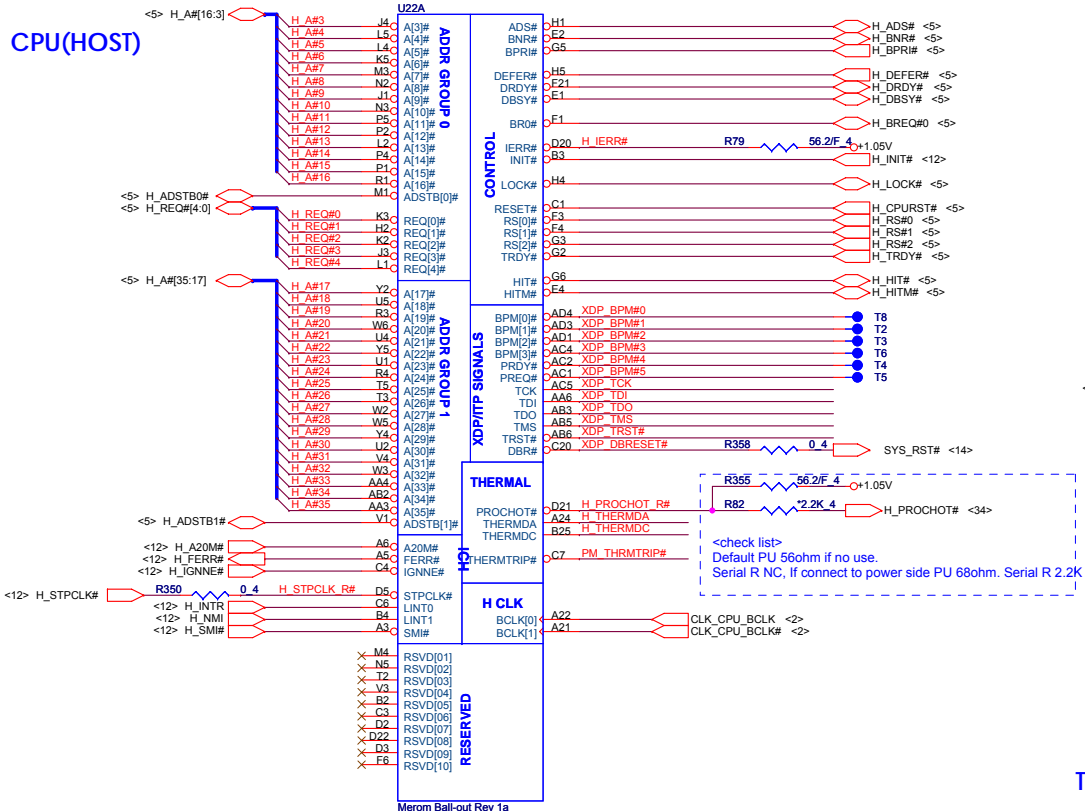 CPU(HOST)
U22A
<5> H_A#[16:3]
H_A#3 J4 A[3]#
H_A#4 L5 A[4]#
H_A#5 L4 A[5]#
H_A#6 K5 A[6]#
H_A#7 M3 A[7]#
H_A#8 N2 A[8]#
H_A#9 J1 A[9]#
H_A#10 N3 A[10]#
H_A#11 P5 A[11]#
H_A#12 P2 A[12]#
H_A#13 L2 A[13]#
H_A#14 P4 A[14]#
H_A#15 P1 A[15]#
H_A#16 R1 A[16]#
<5> H_ADSTB0# M1 ADSTB[0]#
<5> H_REQ#[4:0]
H_REQ#0 K3 REQ[0]#
H_REQ#1 H2 REQ[1]#
H_REQ#2 K2 REQ[2]#
H_REQ#3 J3 REQ[3]#
H_REQ#4 L1 REQ[4]#
ADDR GROUP 0
<5> H_A#[35:17]
H_A#17 Y2 A[17]#
H_A#18 U5 A[18]#
H_A#19 R3 A[19]#
H_A#20 W6 A[20]#
H_A#21 U4 A[21]#
H_A#22 Y5 A[22]#
H_A#23 U1 A[23]#
H_A#24 R4 A[24]#
H_A#25 T5 A[25]#
H_A#26 T3 A[26]#
H_A#27 W2 A[27]#
H_A#28 W5 A[28]#
H_A#29 Y4 A[29]#
H_A#30 U2 A[30]#
H_A#31 V4 A[31]#
H_A#32 W3 A[32]#
H_A#33 AA4 A[33]#
H_A#34 AB2 A[34]#
H_A#35 AA3 A[35]#
<5> H_ADSTB1# V1 ADSTB[1]#
ADDR GROUP 1
<12> H_A20M# A6 A20M#
<12> H_FERR# A5 FERR#
<12> H_IGNNE# C4 IGNNE#
<12> H_STPCLK# R350 0_4 H_STPCLK_R# D5 STPCLK#
<12> H_INTR C6 LINT0
<12> H_NMI B4 LINT1
<12> H_SMI# A3 SMI#
ICH
M4 RSVD[01]
N5 RSVD[02]
T2 RSVD[03]
V3 RSVD[04]
B2 RSVD[05]
C3 RSVD[06]
D2 RSVD[07]
D22 RSVD[08]
D3 RSVD[09]
F6 RSVD[10]
RESERVED
Merom Ball-out Rev 1a
CONTROL
ADS# H1 H_ADS# <5>
BNR# E2 H_BNR# <5>
BPRI# G5 H_BPRI# <5>
DEFER# H5 H_DEFER# <5>
DRDY# F21 H_DRDY# <5>
DBSY# E1 H_DBSY# <5>
BR0# F1 H_BREQ#0 <5>
IERR# D20 H_IERR# R79 56.2/F_4 +1.05V
INIT# B3 H_INIT# <12>
LOCK# H4 H_LOCK# <5>
RESET# C1 H_CPURST# <5>
RS[0]# F3 H_RS#0 <5>
RS[1]# F4 H_RS#1 <5>
RS[2]# G3 H_RS#2 <5>
TRDY# G2 H_TRDY# <5>
HIT# G6 H_HIT# <5>
HITM# E4 H_HITM# <5>
XDP/ITP SIGNALS
BPM[0]# AD4 XDP_BPM#0 T8
BPM[1]# AD3 XDP_BPM#1 T2
BPM[2]# AD1 XDP_BPM#2 T3
BPM[3]# AC4 XDP_BPM#3 T6
PRDY# AC2 XDP_BPM#4 T4
PREQ# AC1 XDP_BPM#5 T5
TCK AC5 XDP_TCK
TDI AA6 XDP_TDI
TDO AB3 XDP_TDO
TMS AB5 XDP_TMS
TRST# AB6 XDP_TRST#
DBR# C20 XDP_DBRESET# R358 0_4 SYS_RST# <14>
THERMAL
R355 56.2/F_4 +1.05V
PROCHOT# D21 H_PROCHOT_R# R82 *2.2K_4 H_PROCHOT# <34>
THERMDA A24 H_THERMDA
THERMDC B25 H_THERMDC
THERMTRIP# C7 PM_THRMTRIP#
<check list>
Default PU 56ohm if no use.
Serial R NC, If connect to power side PU 68ohm. Serial R 2.2K
H CLK
BCLK[0] A22 CLK_CPU_BCLK <2>
BCLK[1] A21 CLK_CPU_BCLK# <2>
T